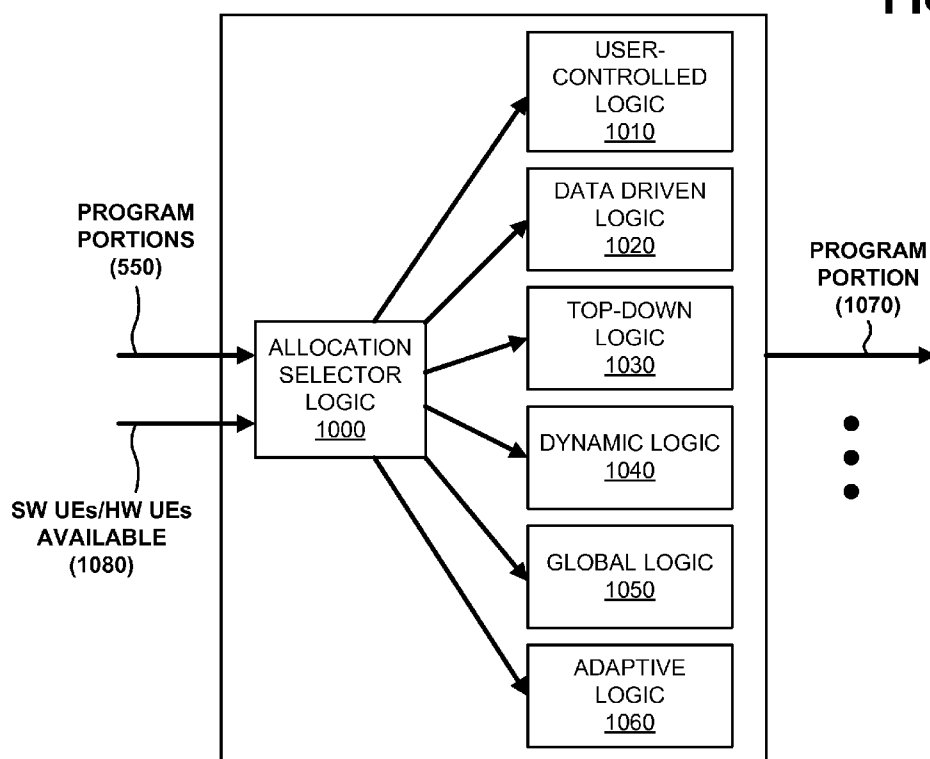 USER-
CONTROLLED
LOGIC
1010
DATA DRIVEN
LOGIC
1020
PROGRAM
PORTIONS
(550)
PROGRAM
PORTION
(1070)
TOP-DOWN
LOGIC
1030
ALLOCATION
SELECTOR
LOGIC
1000
DYNAMIC LOGIC
1040
SW UEs/HW UEs
AVAILABLE
(1080)
GLOBAL LOGIC
1050
ADAPTIVE
LOGIC
1060